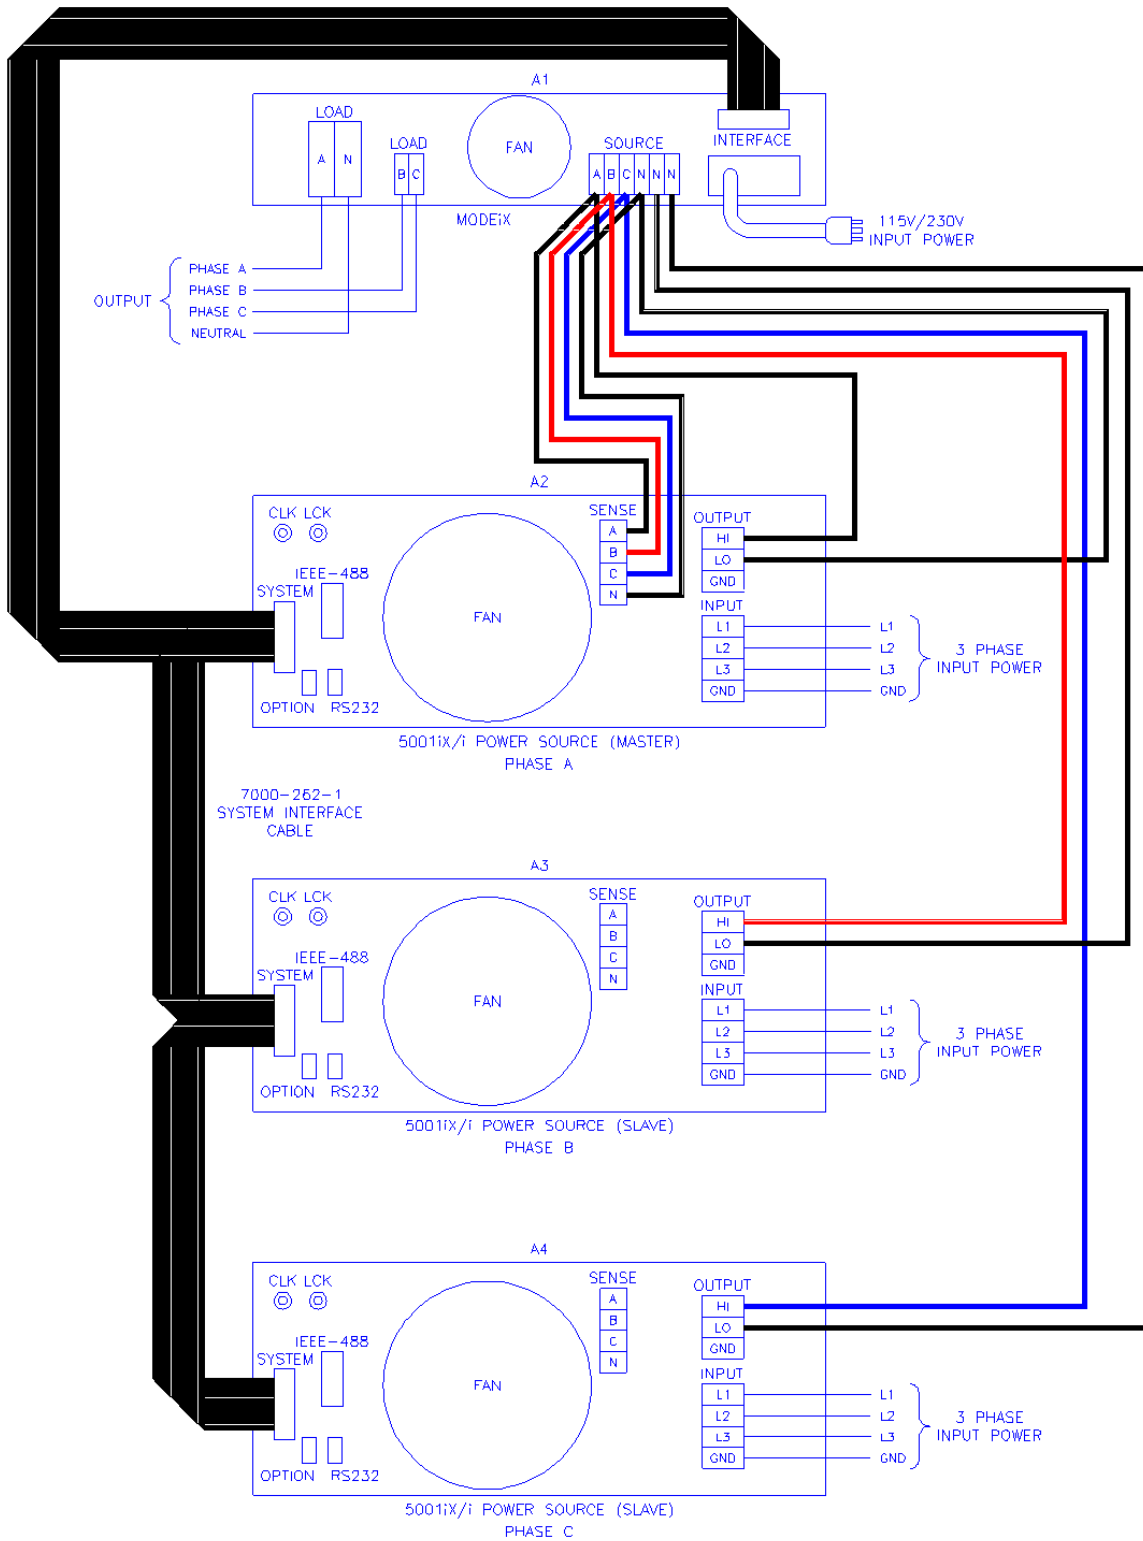 A1
LOAD
A N
LOAD
B C
FAN
SOURCE
A B C N N N
INTERFACE
MODEiX
115V/230V
INPUT POWER
OUTPUT
PHASE A
PHASE B
PHASE C
NEUTRAL
A2
CLK LCK
IEEE-488
SYSTEM
OPTION RS232
FAN
SENSE
A
B
C
N
OUTPUT
HI
LO
GND
INPUT
L1 L1
L2 L2
L3 L3
GND GND
3 PHASE
INPUT POWER
5001iX/i POWER SOURCE (MASTER)
PHASE A
7000-262-1
SYSTEM INTERFACE
CABLE
A3
CLK LCK
IEEE-488
SYSTEM
OPTION RS232
FAN
SENSE
A
B
C
N
OUTPUT
HI
LO
GND
INPUT
L1 L1
L2 L2
L3 L3
GND GND
3 PHASE
INPUT POWER
5001iX/i POWER SOURCE (SLAVE)
PHASE B
A4
CLK LCK
IEEE-488
SYSTEM
OPTION RS232
FAN
SENSE
A
B
C
N
OUTPUT
HI
LO
GND
INPUT
L1 L1
L2 L2
L3 L3
GND GND
3 PHASE
INPUT POWER
5001iX/i POWER SOURCE (SLAVE)
PHASE C